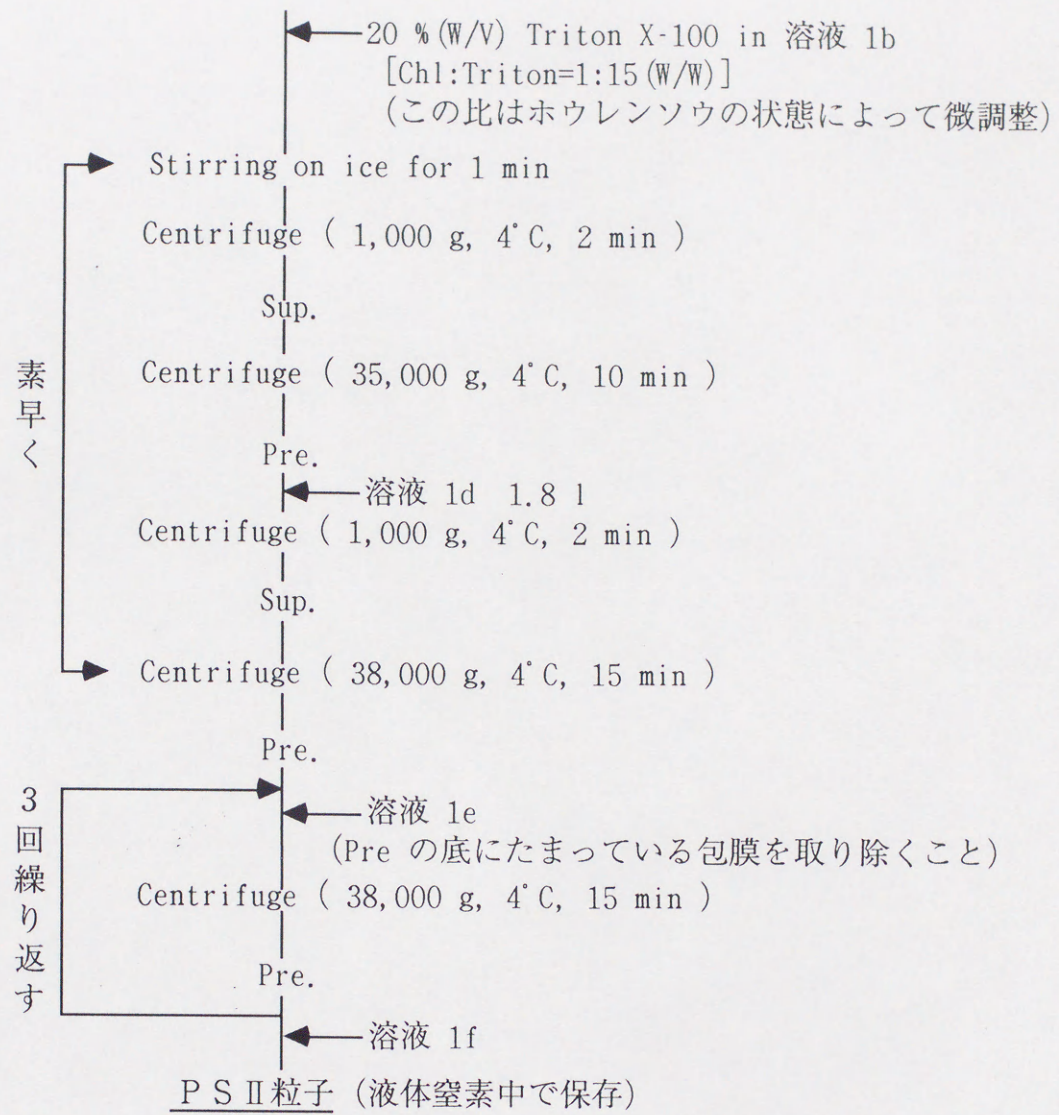 20 %(W/V) Triton X-100 in 溶液 1b
[Chl:Triton=1:15(W/W)]
(この比はホウレンソウの状態によって微調整)
Stirring on ice for 1 min
Centrifuge ( 1,000 g, 4°C, 2 min )
Sup.
Centrifuge ( 35,000 g, 4°C, 10 min )
素早く
Pre.
溶液 1d 1.8 l
Centrifuge ( 1,000 g, 4°C, 2 min )
Sup.
Centrifuge ( 38,000 g, 4°C, 15 min )
Pre.
3回繰り返す
溶液 1e
(Pre の底にたまっている包膜を取り除くこと)
Centrifuge ( 38,000 g, 4°C, 15 min )
Pre.
溶液 1f
PSⅡ粒子 (液体窒素中で保存)